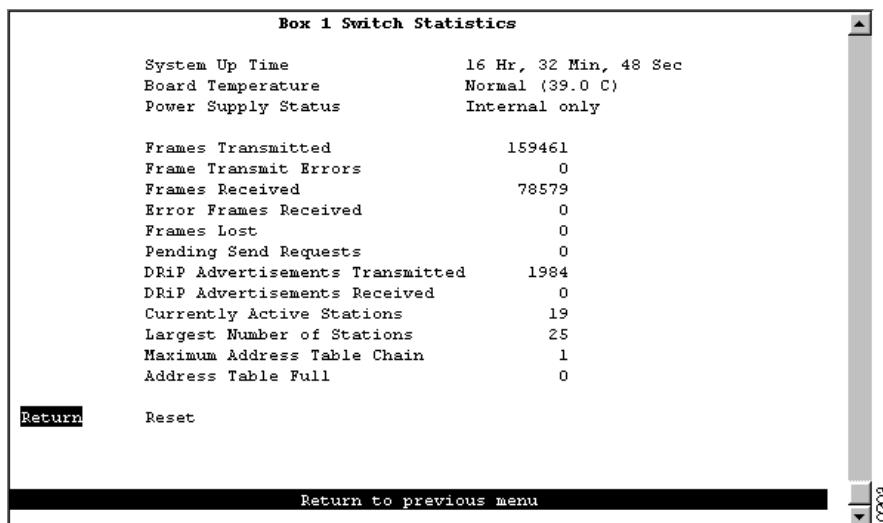 Box 1 Switch Statistics
System Up Time 16 Hr, 32 Min, 48 Sec
Board Temperature Normal (39.0 C)
Power Supply Status Internal only
Frames Transmitted 159461
Frame Transmit Errors 0
Frames Received 78579
Error Frames Received 0
Frames Lost 0
Pending Send Requests 0
DRiP Advertisements Transmitted 1984
DRiP Advertisements Received 0
Currently Active Stations 19
Largest Number of Stations 25
Maximum Address Table Chain 1
Address Table Full 0
Return Reset
Return to previous menu